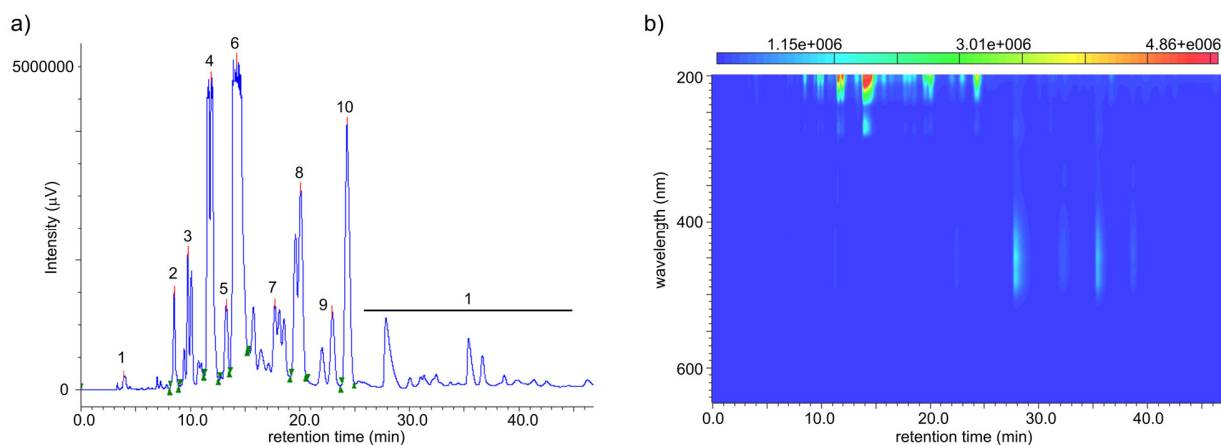 a)
5000000
Intensity (µV)
0
1
2
3
4
5
6
7
8
9
10
1
0.0 10.0 20.0 30.0 40.0
retention time (min)
b)
1.15e+006 3.01e+006 4.86+e006
200
400
600
wavelength (nm)
0.0 10.0 20.0 30.0 40.0
retention time (min)